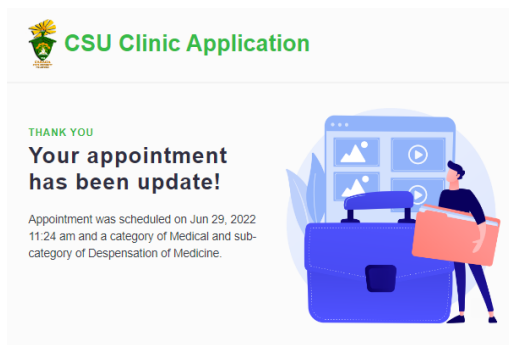 CSU Clinic Application
THANK YOU
Your appointment
has been update!
Appointment was scheduled on Jun 29, 2022
11:24 am and a category of Medical and sub-
category of Despensation of Medicine.